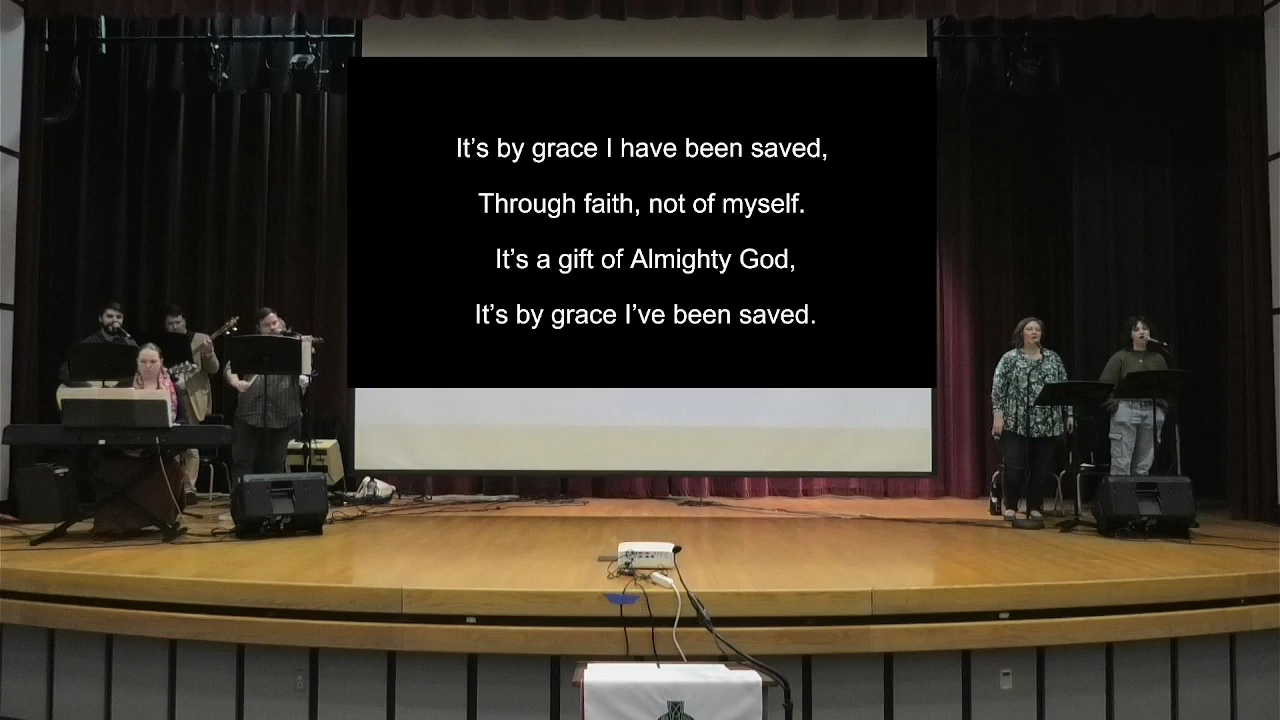 It’s by grace I have been saved,
Through faith, not of myself.
It’s a gift of Almighty God,
It’s by grace I’ve been saved.